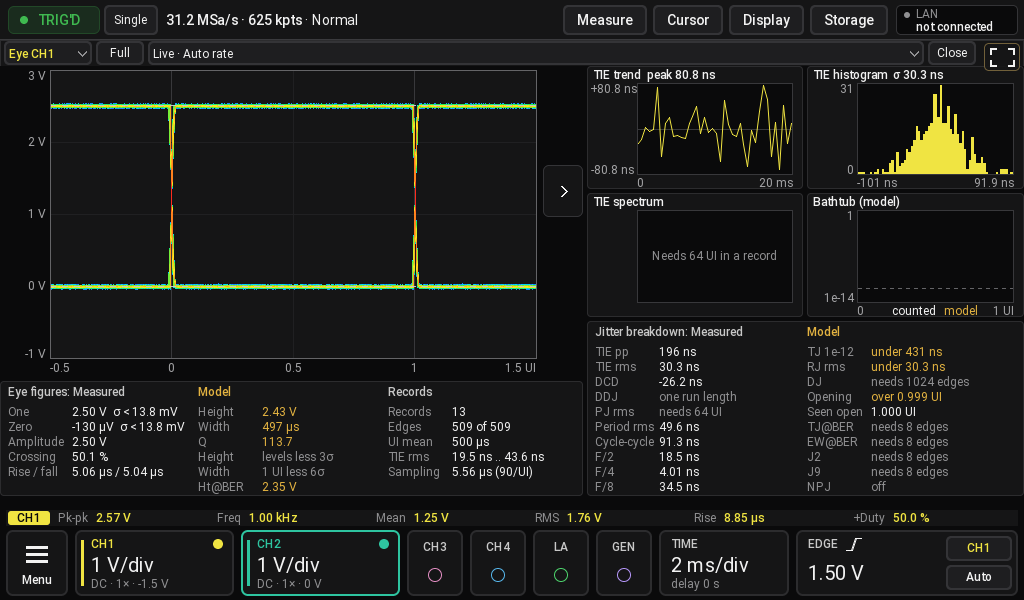 TRIG'D Single 31.2 MSa/s · 625 kpts · Normal Measure Cursor Display Storage LAN
not connected
Eye CH1 Full Live · Auto rate Close
3 V
2 V
1 V
0 V
-1 V
-0.5 0 0.5 1 1.5 UI
TIE trend peak 80.8 ns
+80.8 ns
-80.8 ns
0 20 ms
TIE histogram σ 30.3 ns
31
0
-101 ns 91.9 ns
TIE spectrum
Needs 64 UI in a record
Bathtub (model)
1
1e-14
0 counted model 1 UI
Eye figures: Measured
One 2.50 V σ < 13.8 mV
Zero -130 µV σ < 13.8 mV
Amplitude 2.50 V
Crossing 50.1 %
Rise / fall 5.06 µs / 5.04 µs
Model
Height 2.43 V
Width 497 µs
Q 113.7
Height levels less 3σ
Width 1 UI less 6σ
Ht@BER 2.35 V
Records
Records 13
Edges 509 of 509
UI mean 500 µs
TIE rms 19.5 ns .. 43.6 ns
Sampling 5.56 µs (90/UI)
Jitter breakdown: Measured
TIE pp 196 ns
TIE rms 30.3 ns
DCD -26.2 ns
DDJ one run length
PJ rms needs 64 UI
Period rms 49.6 ns
Cycle-cycle 91.3 ns
F/2 18.5 ns
F/4 4.01 ns
F/8 34.5 ns
Model
TJ 1e-12 under 431 ns
RJ rms under 30.3 ns
DJ needs 1024 edges
Opening over 0.999 UI
Seen open 1.000 UI
TJ@BER needs 8 edges
EW@BER needs 8 edges
J2 needs 8 edges
J9 needs 8 edges
NPJ off
CH1 Pk-pk 2.57 V Freq 1.00 kHz Mean 1.25 V RMS 1.76 V Rise 8.85 µs +Duty 50.0 %
Menu
CH1
1 V/div
DC · 1× · -1.5 V
CH2
1 V/div
DC · 1× · 0 V
CH3
CH4
LA
GEN
TIME
2 ms/div
delay 0 s
EDGE
1.50 V
CH1
Auto